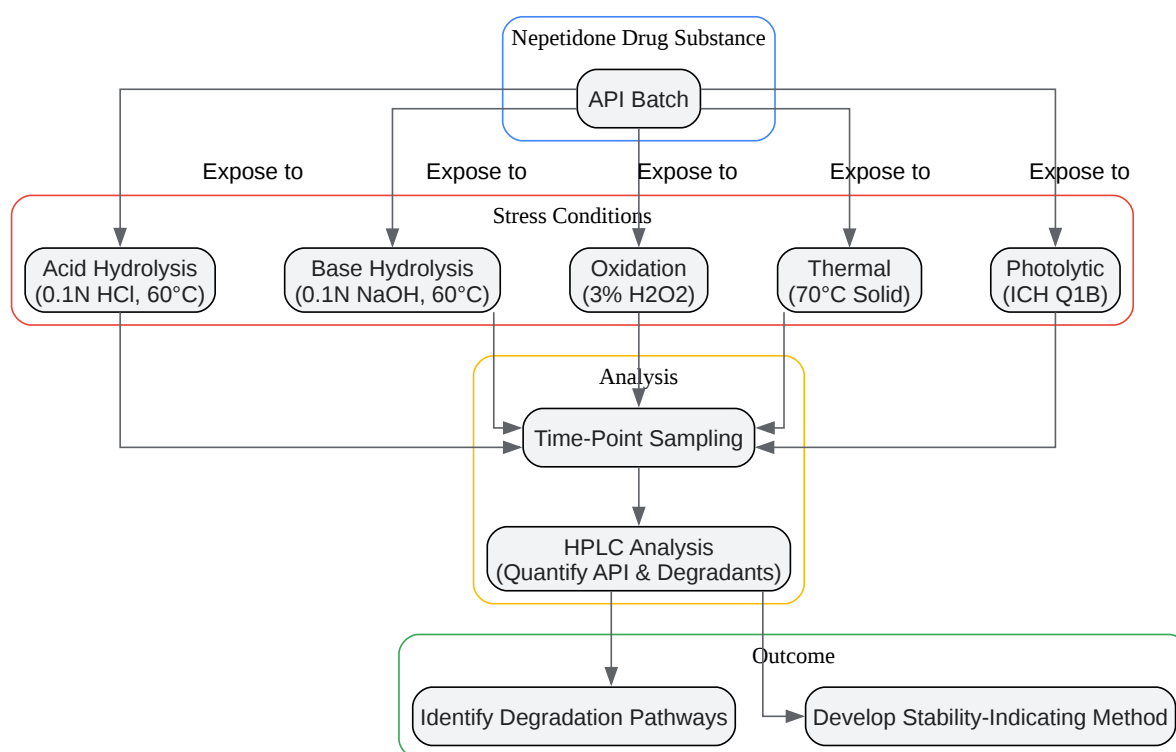 Nepetidone Drug Substance
API Batch
Expose to
Expose to
Expose to
Expose to
Expose to
Stress Conditions
Acid Hydrolysis
(0.1N HCl, 60°C)
Base Hydrolysis
(0.1N NaOH, 60°C)
Oxidation
(3% H2O2)
Thermal
(70°C Solid)
Photolytic
(ICH Q1B)
Analysis
Time-Point Sampling
HPLC Analysis
(Quantify API & Degradants)
Outcome
Identify Degradation Pathways
Develop Stability-Indicating Method